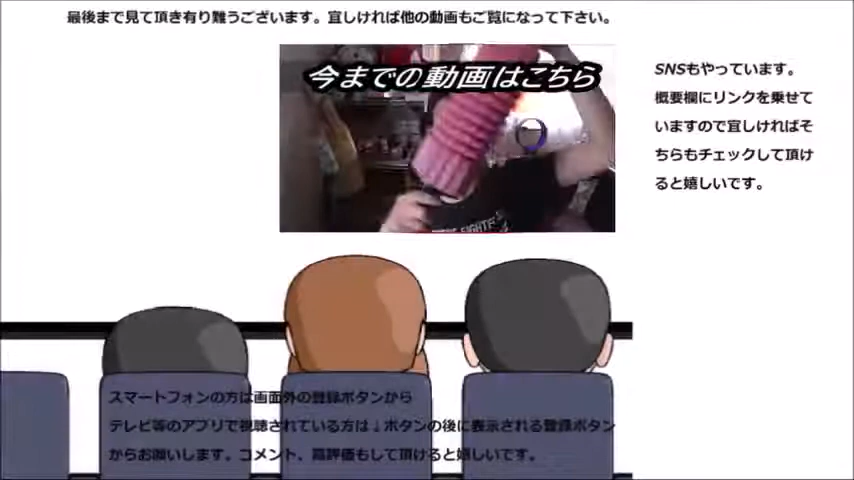 最後まで見て頂き有り難うございます。宜しければ他の動画もご覧になって下さい。
今までの動画はこちら
SNSもやっています。
概要欄にリンクを乗せて
いますので宜しければそ
ちらもチェックして頂け
ると嬉しいです。
スマートフォンの方は画面外の登録ボタンから
テレビ等のアプリで視聴されている方は↓ボタンの後に表示される登録ボタン
からお願いします。コメント、高評価もして頂けると嬉しいです。